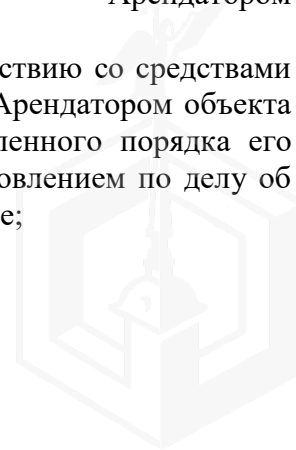 Арендатором
ствию со средствами
Арендатором объекта
ленного порядка его
овлением по делу об
е;